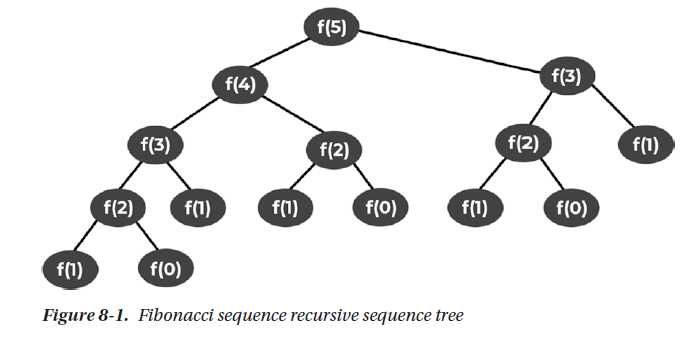 f(5)
f(4) f(3)
f(3) f(2) f(2) f(1)
f(2) f(1) f(1) f(0) f(1) f(0)
f(1) f(0)
Figure 8-1. Fibonacci sequence recursive sequence tree